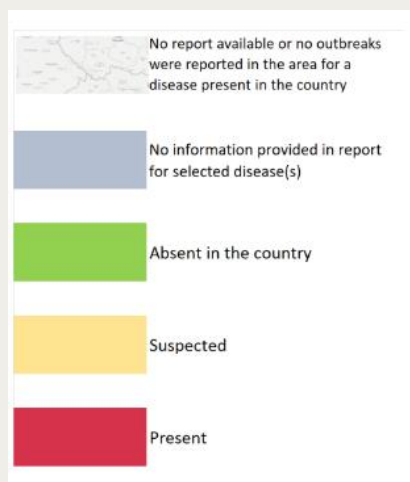 No report available or no outbreaks
were reported in the area for a
disease present in the country
No information provided in report
for selected disease(s)
Absent in the country
Suspected
Present